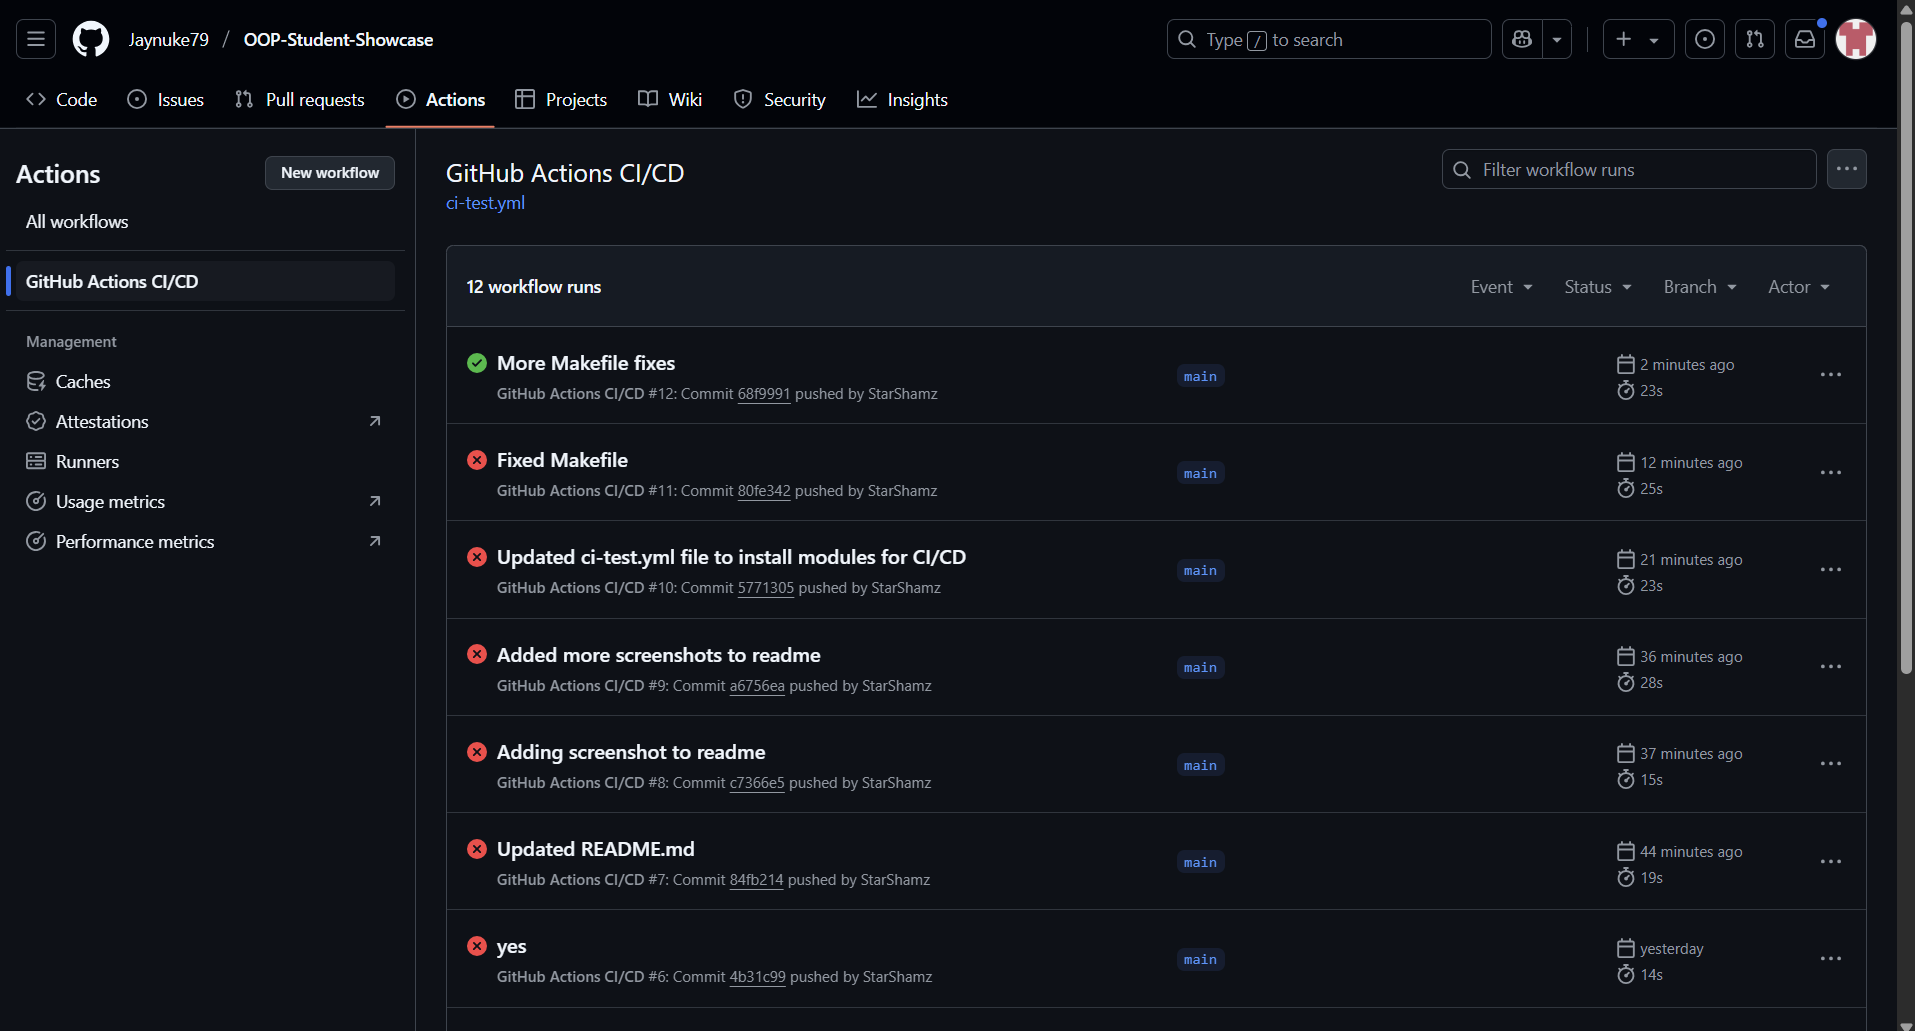 Jaynuke79 / OOP-Student-Showcase
Type / to search
Code
Issues
Pull requests
Actions
Projects
Wiki
Security
Insights
Actions
New workflow
All workflows
GitHub Actions CI/CD
Management
Caches
Attestations
Runners
Usage metrics
Performance metrics
GitHub Actions CI/CD
ci-test.yml
Filter workflow runs
12 workflow runs
Event
Status
Branch
Actor
More Makefile fixes
GitHub Actions CI/CD #12: Commit 68f9991 pushed by StarShamz
main
2 minutes ago
23s
Fixed Makefile
GitHub Actions CI/CD #11: Commit 80fe342 pushed by StarShamz
main
12 minutes ago
25s
Updated ci-test.yml file to install modules for CI/CD
GitHub Actions CI/CD #10: Commit 5771305 pushed by StarShamz
main
21 minutes ago
23s
Added more screenshots to readme
GitHub Actions CI/CD #9: Commit a6756ea pushed by StarShamz
main
36 minutes ago
28s
Adding screenshot to readme
GitHub Actions CI/CD #8: Commit c7366e5 pushed by StarShamz
main
37 minutes ago
15s
Updated README.md
GitHub Actions CI/CD #7: Commit 84fb214 pushed by StarShamz
main
44 minutes ago
19s
yes
GitHub Actions CI/CD #6: Commit 4b31c99 pushed by StarShamz
main
yesterday
14s